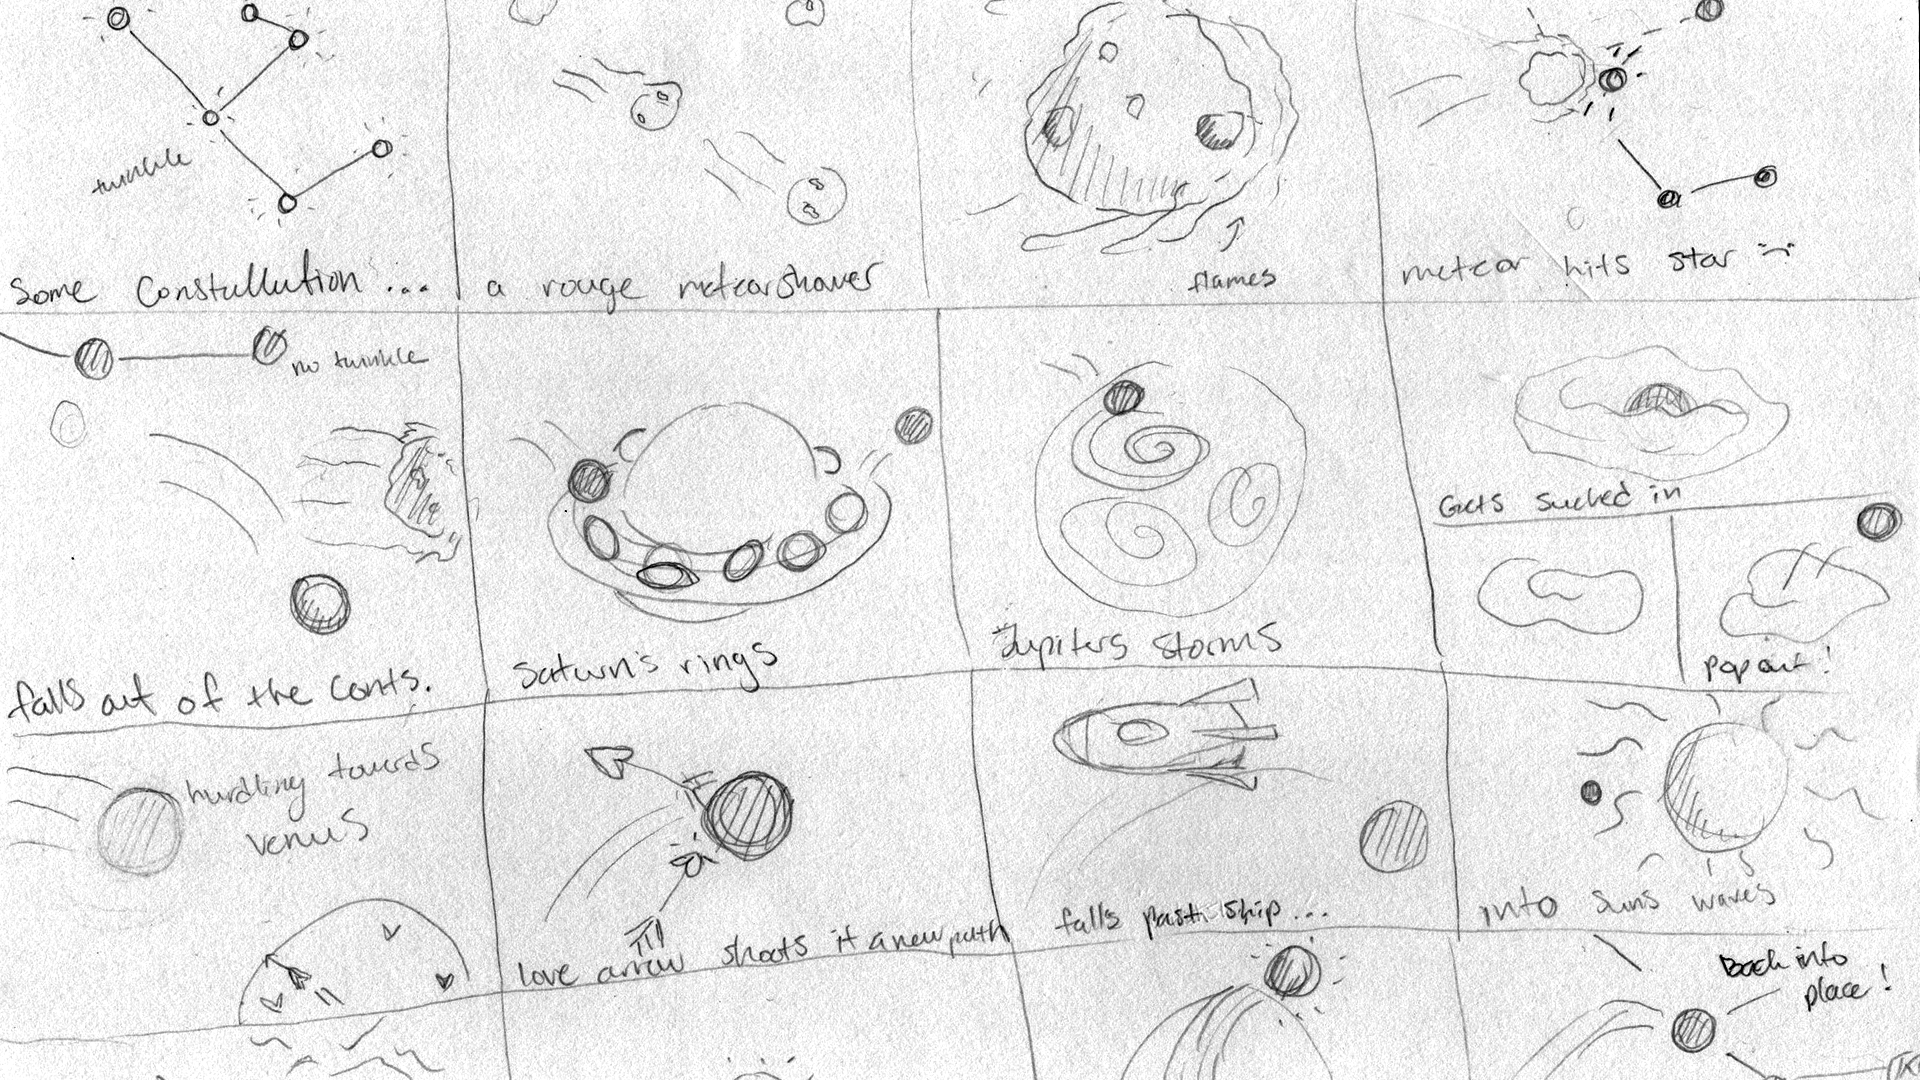 twinkle
Some Constullution...
a rouge meteorshower
flames
meteor hits star
no twinkle
falls out of the conts.
Saturn's rings
Jupiters storms
Gets sucked in
pop out!
hurdling towards
venus
love arrow shoots it a new path
falls past ship...
into suns waves
Back into
place!